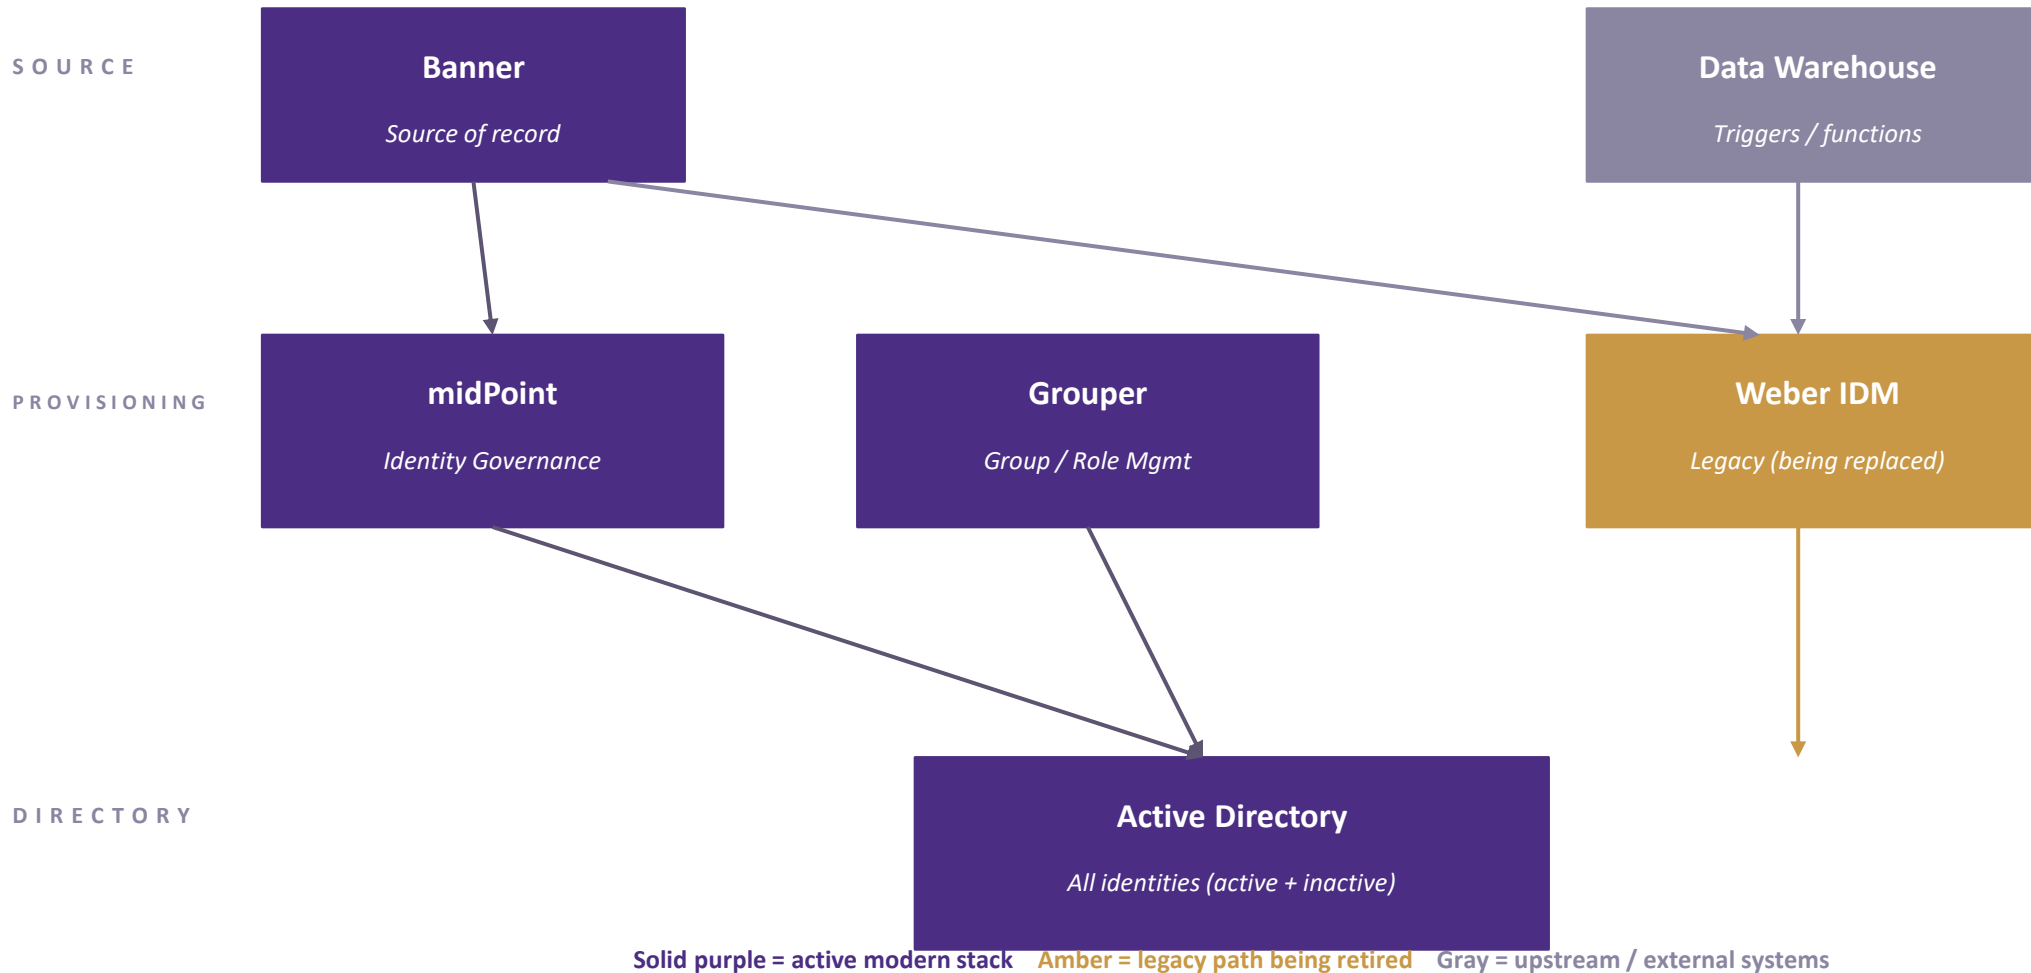 SOURCE
Banner
Source of record
Data Warehouse
Triggers / functions
PROVISIONING
midPoint
Identity Governance
Grouper
Group / Role Mgmt
Weber IDM
Legacy (being replaced)
DIRECTORY
Active Directory
All identities (active + inactive)
Solid purple = active modern stack Amber = legacy path being retired Gray = upstream / external systems